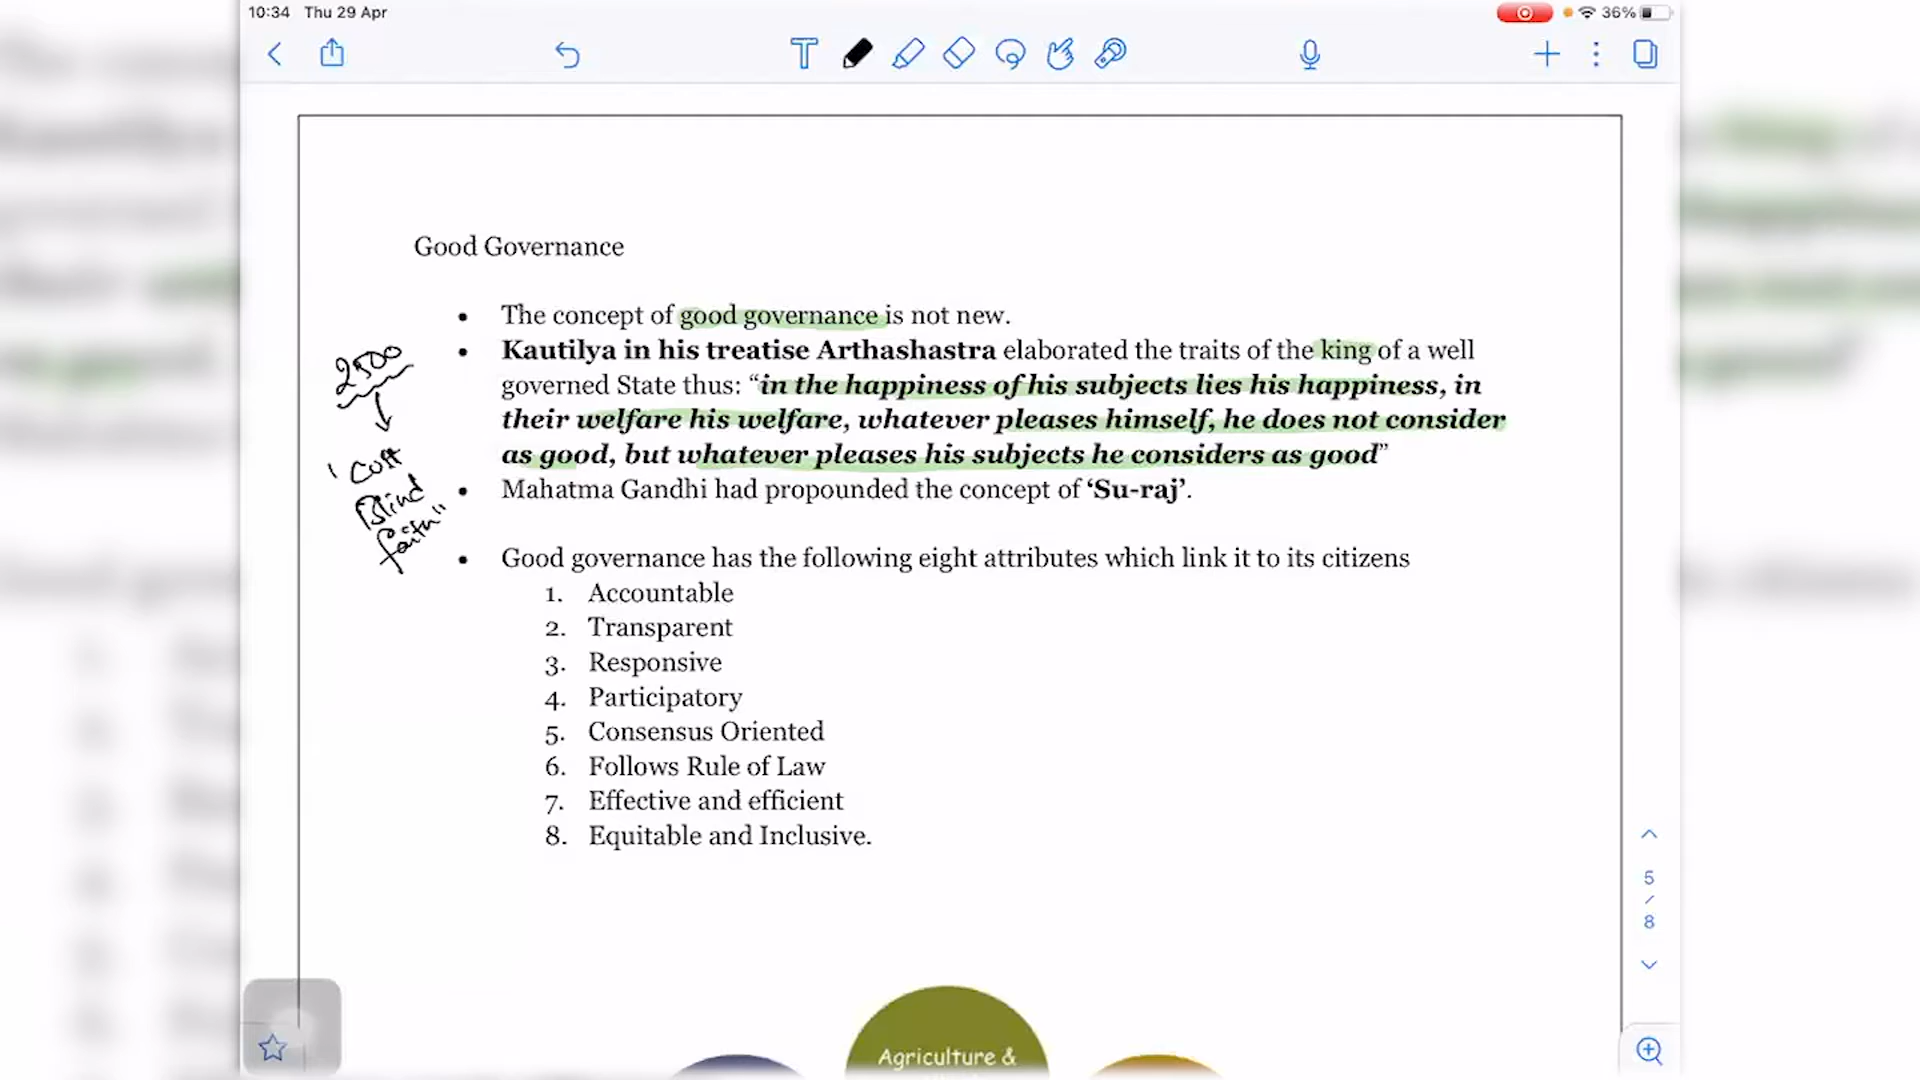 10:34 Thu 29 Apr
36%
Good Governance
• The concept of good governance is not new.
• Kautilya in his treatise Arthashastra elaborated the traits of the king of a well
governed State thus: “in the happiness of his subjects lies his happiness, in
their welfare his welfare, whatever pleases himself, he does not consider
as good, but whatever pleases his subjects he considers as good”
• Mahatma Gandhi had propounded the concept of ‘Su-raj’.
2500
Blind
faith"
• Good governance has the following eight attributes which link it to its citizens
1. Accountable
2. Transparent
3. Responsive
4. Participatory
5. Consensus Oriented
6. Follows Rule of Law
7. Effective and efficient
8. Equitable and Inclusive.
5
/
8
Agriculture &